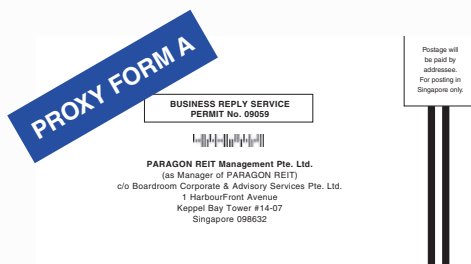 PROXY FORM A
Postage will
be paid by
addressee.
For posting in
Singapore only.
BUSINESS REPLY SERVICE
PERMIT No. 09059
PARAGON REIT Management Pte. Ltd.
(as Manager of PARAGON REIT)
c/o Boardroom Corporate & Advisory Services Pte. Ltd.
1 HarbourFront Avenue
Keppel Bay Tower #14-07
Singapore 098632